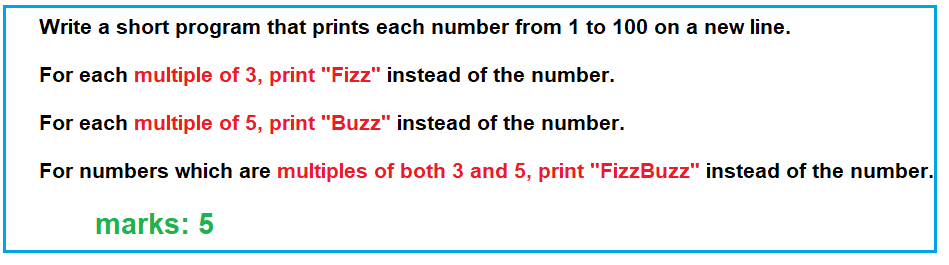 Write a short program that prints each number from 1 to 100 on a new line.
For each multiple of 3, print "Fizz" instead of the number.
For each multiple of 5, print "Buzz" instead of the number.
For numbers which are multiples of both 3 and 5, print "FizzBuzz" instead of the number.
marks: 5